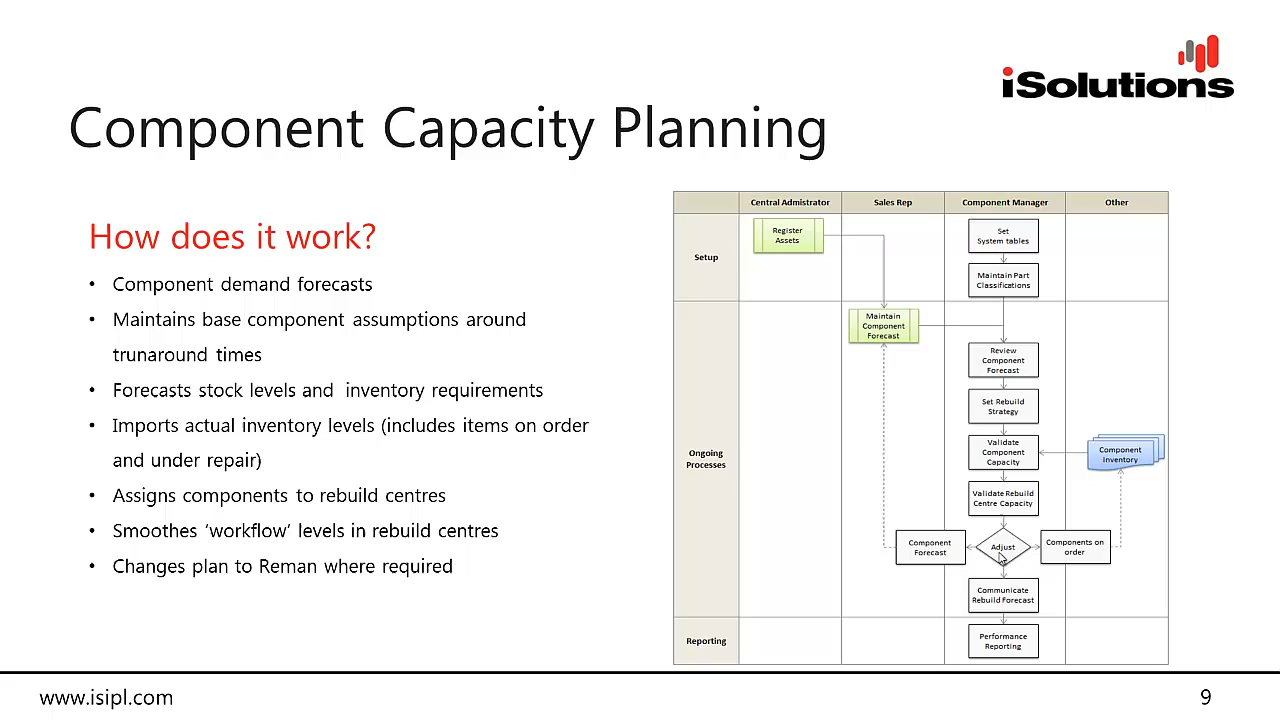 iSolutions
Component Capacity Planning
How does it work?
• Component demand forecasts
• Maintains base component assumptions around
trunaround times
• Forecasts stock levels and inventory requirements
• Imports actual inventory levels (includes items on order
and under repair)
• Assigns components to rebuild centres
• Smoothes ‘workflow’ levels in rebuild centres
• Changes plan to Reman where required
Central Admistrator
Sales Rep
Component Manager
Other
Setup
Register
Assets
Set
System tables
Maintain Part
Classifications
Ongoing
Processes
Maintain
Component
Forecast
Review
Component
Forecast
Set Rebuild
Strategy
Validate
Component
Capacity
Component
Inventory
Validate Rebuild
Centre Capacity
Component
Forecast
Adjust
Components on
order
Communicate
Rebuild Forecast
Reporting
Performance
Reporting
www.isipl.com
9